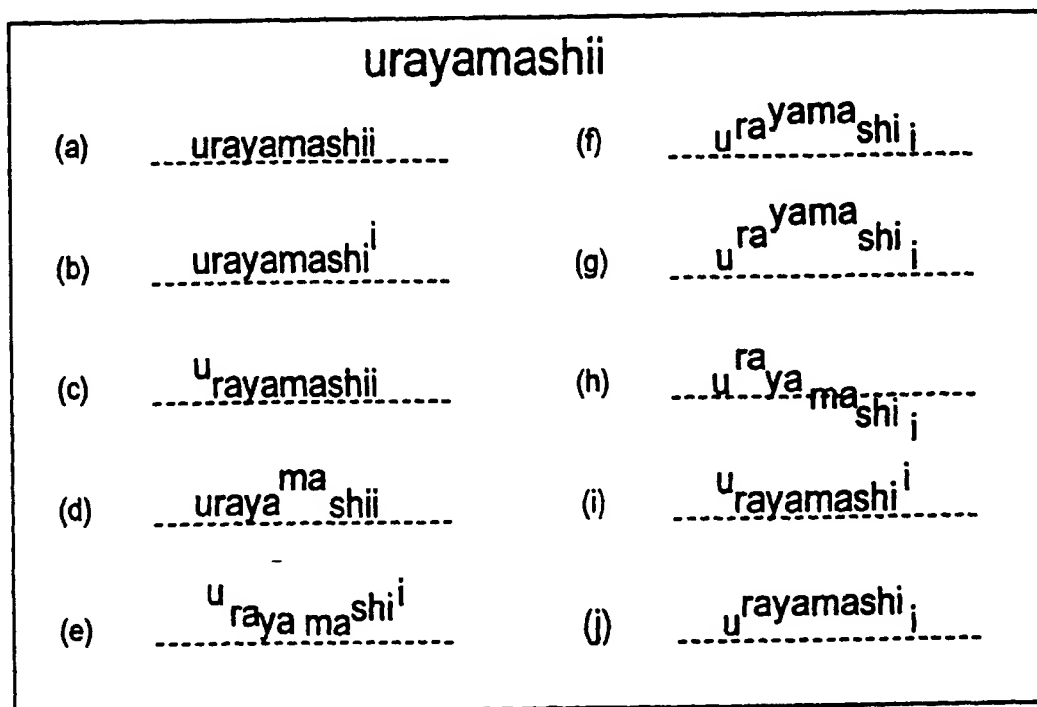 urayamashii
(a) urayamashii
(b) urayamashii
(c) urayamashii
(d) urayamashii
(e) urayamashii
(f) urayamashii
(g) urayamashii
(h) urayamashii
(i) urayamashii
(j) urayamashii